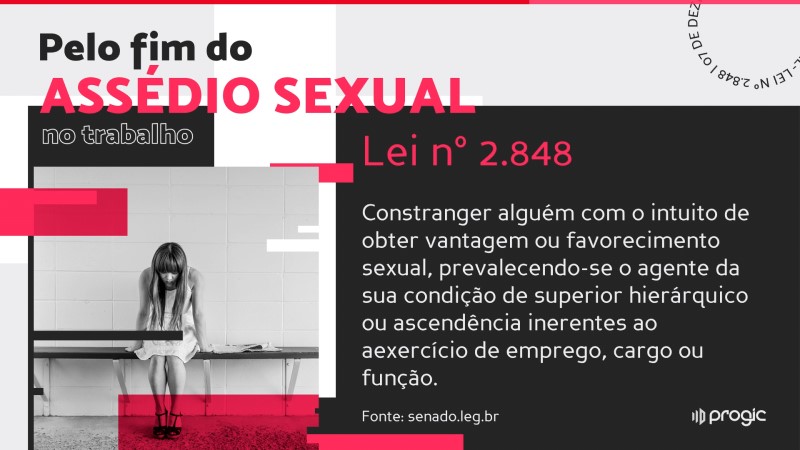 Pelo fim do
ASSÉDIO SEXUAL
no trabalho
LEI Nº 2.848 | 07 DE DEZ
Lei nº 2.848
Constranger alguém com o intuito de
obter vantagem ou favorecimento
sexual, prevalecendo-se o agente da
sua condição de superior hierárquico
ou ascendência inerentes ao
aexercício de emprego, cargo ou
função.
Fonte: senado.leg.br
progic